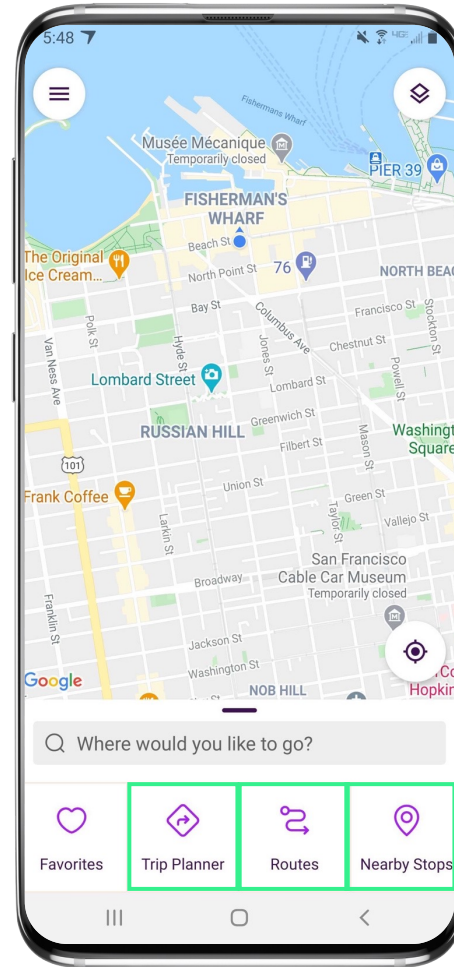 5:48
4GE
Fishermans Wharf
Musée Mécanique
Temporarily closed
PIER 39
FISHERMAN'S
WHARF
The Original
Ice Cream...
Beach St
North Point St
76
NORTH BEAC
Bay St
Columbus Ave
Francisco St
Stockton St
Polk St
Hyde St
Jones St
Chestnut St
Van Ness Ave
Powell St
Lombard Street
Lombard St
Greenwich St
RUSSIAN HILL
Washingt
Square
Filbert St
Mason St
101
Union St
Frank Coffee
Green St
Taylor St
Vallejo St
Larkin St
San Francisco
Cable Car Museum
Temporarily closed
Broadway
Franklin St
Jackson St
Washington St
Google
NOB HILL
Hopkin
Where would you like to go?
Favorites
Trip Planner
Routes
Nearby Stops